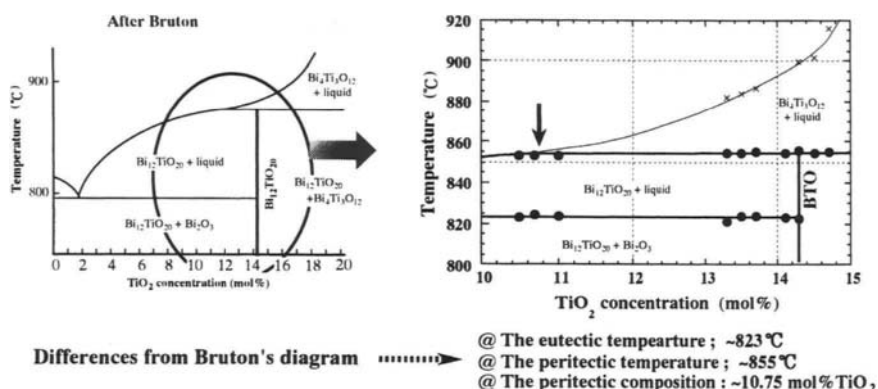 After Bruton
Temperature (℃)
900
800
Bi4Ti3O12
+ liquid
Bi12TiO20 + liquid
Bi12TiO20
Bi12TiO20
+Bi4Ti3O12
Bi12TiO20 + Bi2O3
0 2 4 6 8 10 12 14 16 18 20
TiO2 concentration (mol%)
Temperature (℃)
920
900
880
860
840
820
800
Bi4Ti3O12
+ liquid
Bi12TiO20 + liquid
BTO
Bi12TiO20 + Bi2O3
10 11 12 13 14 15
TiO2 concentration (mol%)
Differences from Bruton's diagram
@ The eutectic tempearture ; ~823℃
@ The peritectic temperature ; ~855℃
@ The peritectic composition : ~10.75 mol%TiO2